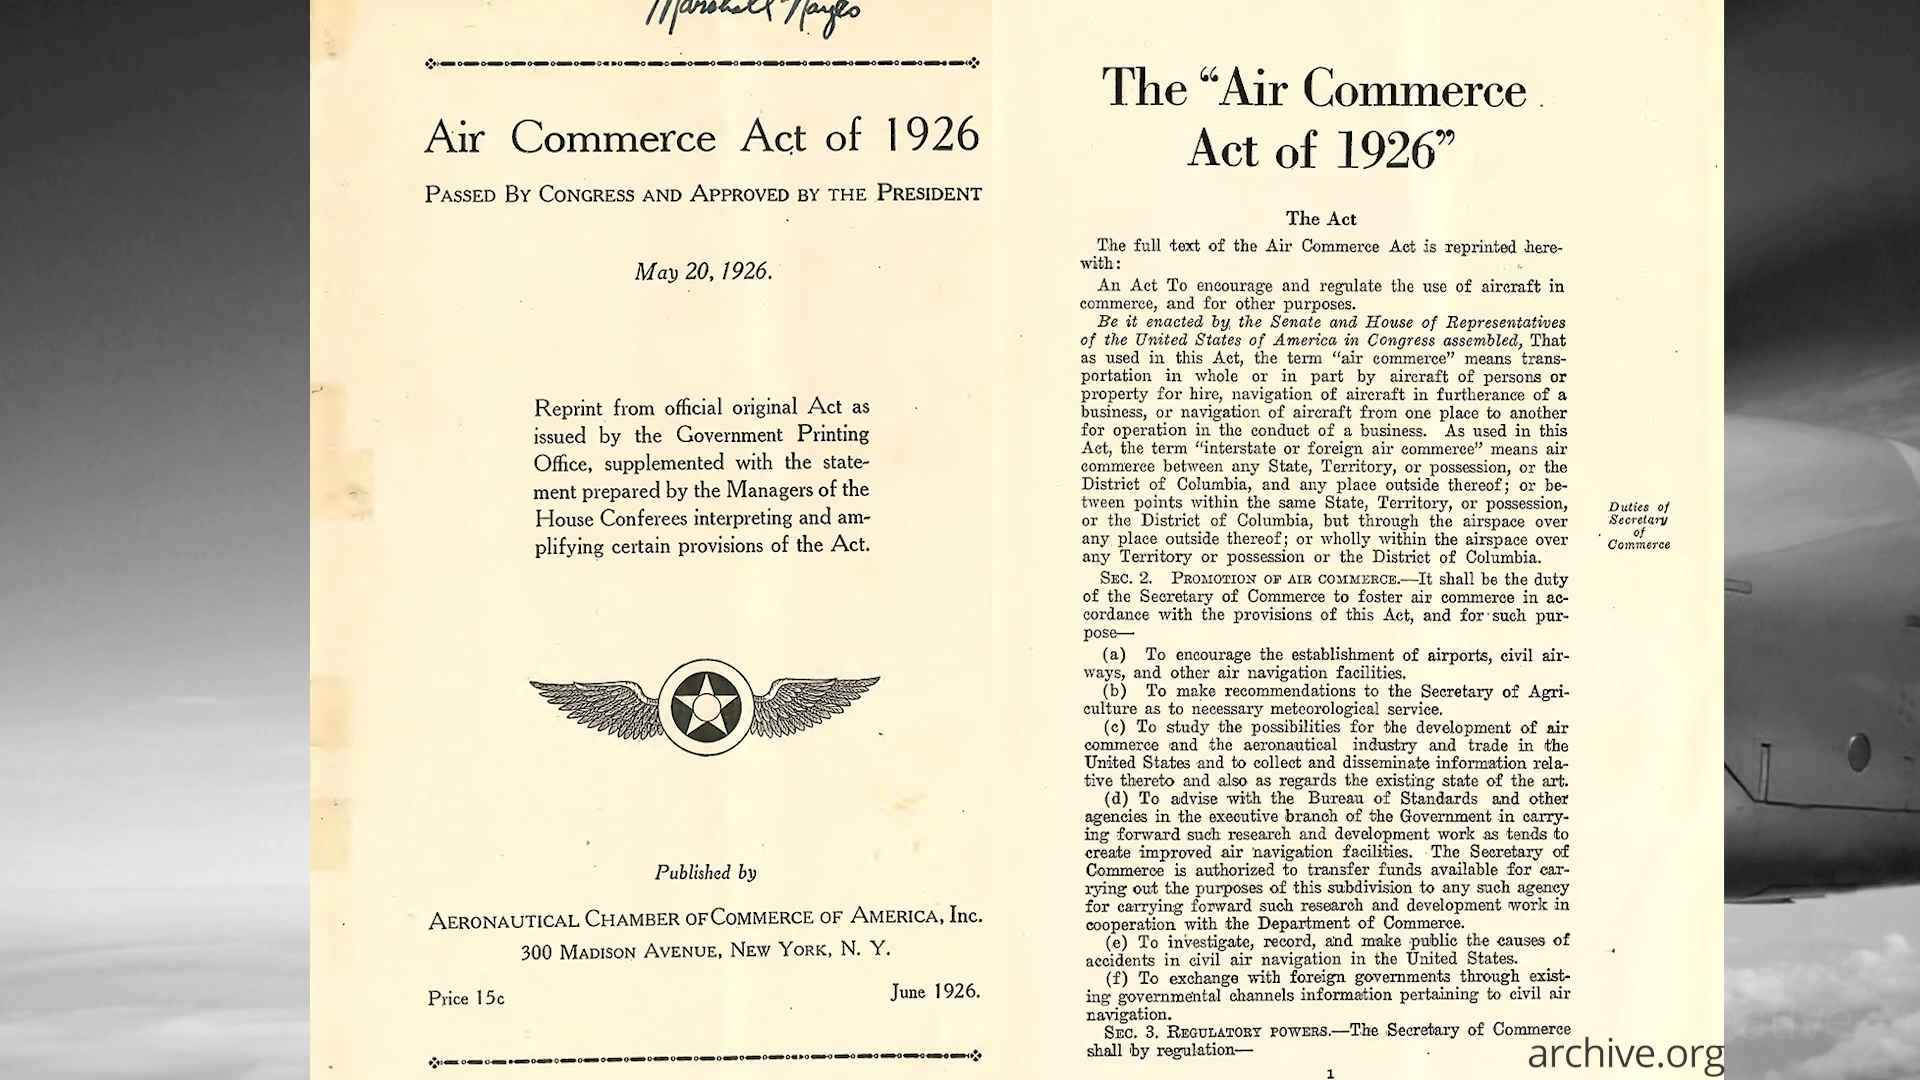 Marshall
Air Commerce Act of 1926
PASSED BY CONGRESS AND APPROVED BY THE PRESIDENT
May 20, 1926.
Reprint from official original Act as
issued by the Government Printing
Office, supplemented with the state-
ment prepared by the Managers of the
House Conferees interpreting and am-
plifying certain provisions of the Act.
Published by
AERONAUTICAL CHAMBER OF COMMERCE OF AMERICA, Inc.
300 MADISON AVENUE, NEW YORK, N. Y.
Price 15c
June 1926.
The “Air Commerce
Act of 1926”
The Act
The full text of the Air Commerce Act is reprinted here-
with:
An Act To encourage and regulate the use of aircraft in
commerce, and for other purposes.
Be it enacted by the Senate and House of Representatives
of the United States of America in Congress assembled, That
as used in this Act, the term “air commerce” means trans-
portation in whole or in part by aircraft of persons or
property for hire, navigation of aircraft in furtherance of a
business, or navigation of aircraft from one place to another
for operation in the conduct of a business. As used in this
Act, the term “interstate or foreign air commerce” means air
commerce between any State, Territory, or possession, or the
District of Columbia, and any place outside thereof; or be-
tween points within the same State, Territory, or possession,
or the District of Columbia, but through the airspace over
any place outside thereof; or wholly within the airspace over
any Territory or possession or the District of Columbia.
Duties of
Secretary
of
Commerce
SEC. 2. PROMOTION OF AIR COMMERCE.—It shall be the duty
of the Secretary of Commerce to foster air commerce in ac-
cordance with the provisions of this Act, and for such pur-
pose—
(a) To encourage the establishment of airports, civil air-
ways, and other air navigation facilities.
(b) To make recommendations to the Secretary of Agri-
culture as to necessary meteorological service.
(c) To study the possibilities for the development of air
commerce and the aeronautical industry and trade in the
United States and to collect and disseminate information rela-
tive thereto and also as regards the existing state of the art.
(d) To advise with the Bureau of Standards and other
agencies in the executive branch of the Government in carry-
ing forward such research and development work as tends to
create improved air navigation facilities. The Secretary of
Commerce is authorized to transfer funds available for car-
rying out the purposes of this subdivision to any such agency
for carrying forward such research and development work in
cooperation with the Department of Commerce.
(e) To investigate, record, and make public the causes of
accidents in civil air navigation in the United States.
(f) To exchange with foreign governments through exist-
ing governmental channels information pertaining to civil air
navigation.
SEC. 3. REGULATORY POWERS.—The Secretary of Commerce
shall by regulation—
1
archive.org